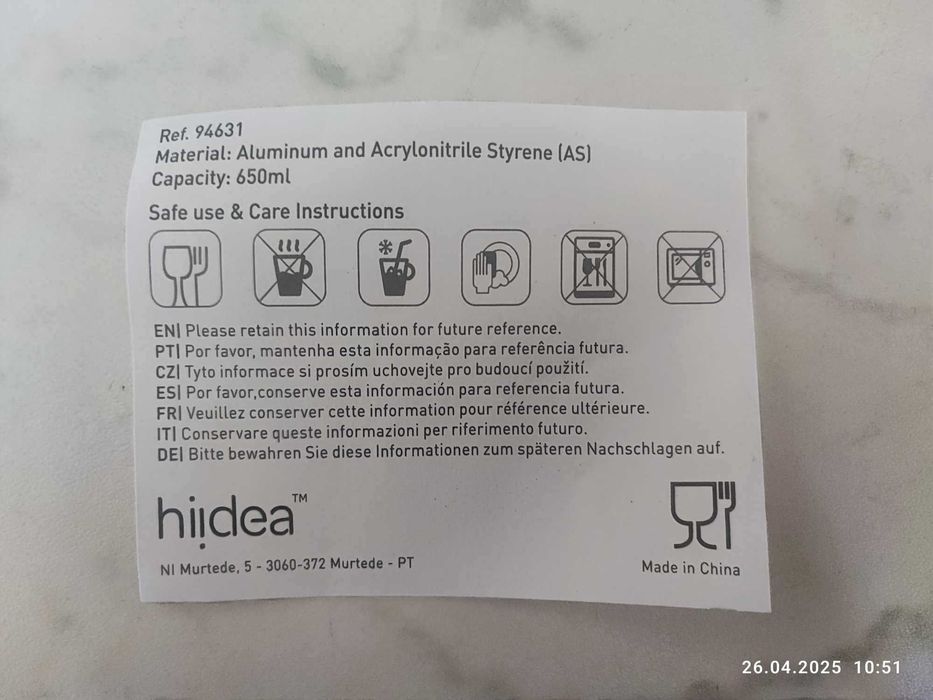 Ref. 94631
Material: Aluminum and Acrylonitrile Styrene (AS)
Capacity: 650ml
Safe use & Care Instructions
EN| Please retain this information for future reference.
PT| Por favor, mantenha esta informação para referência futura.
CZ| Tyto informace si prosím uchovejte pro budoucí použití.
ES| Por favor,conserve esta información para referencia futura.
FR| Veuillez conserver cette information pour référence ultérieure.
IT| Conservare queste informazioni per riferimento futuro.
DE| Bitte bewahren Sie diese Informationen zum späteren Nachschlagen auf.
hi!dea™
NI Murtede, 5 - 3060-372 Murtede - PT
Made in China
26.04.2025 10:51